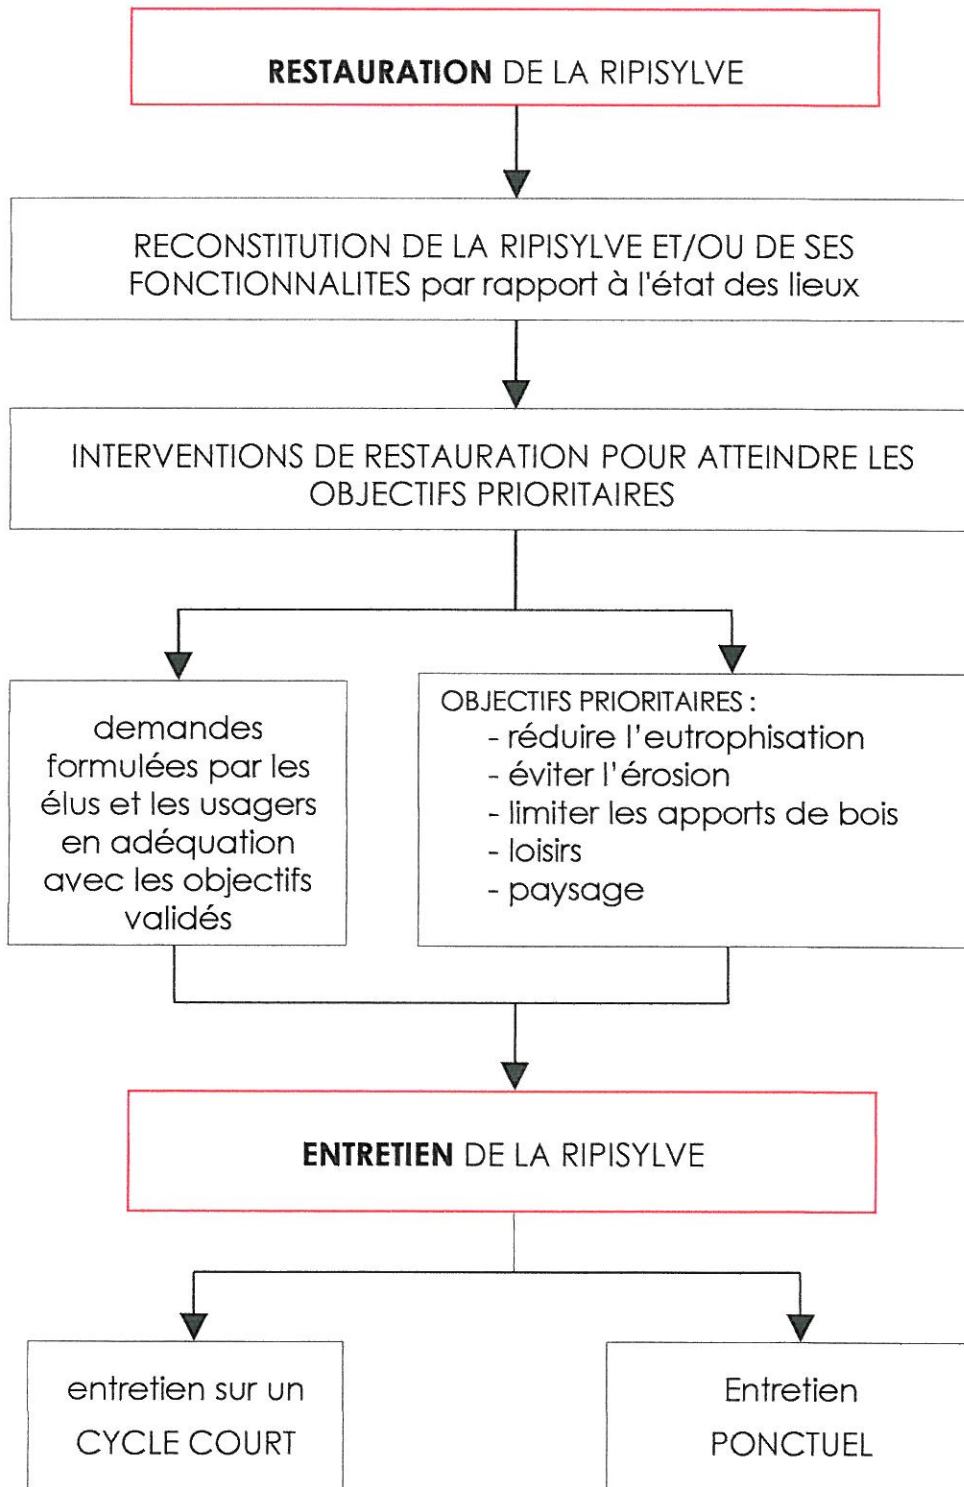 RESTAURATION DE LA RIPISYLVE
RECONSTITUTION DE LA RIPISYLVE ET/OU DE SES
FONCTIONNALITES par rapport à l'état des lieux
INTERVENTIONS DE RESTAURATION POUR ATTEINDRE LES
OBJECTIFS PRIORITAIRES
demandes
formulées par les
élus et les usagers
en adéquation
avec les objectifs
validés
OBJECTIFS PRIORITAIRES :
- réduire l'eutrophisation
- éviter l'érosion
- limiter les apports de bois
- loisirs
- paysage
ENTRETIEN DE LA RIPISYLVE
entretien sur un
CYCLE COURT
Entretien
PONCTUEL